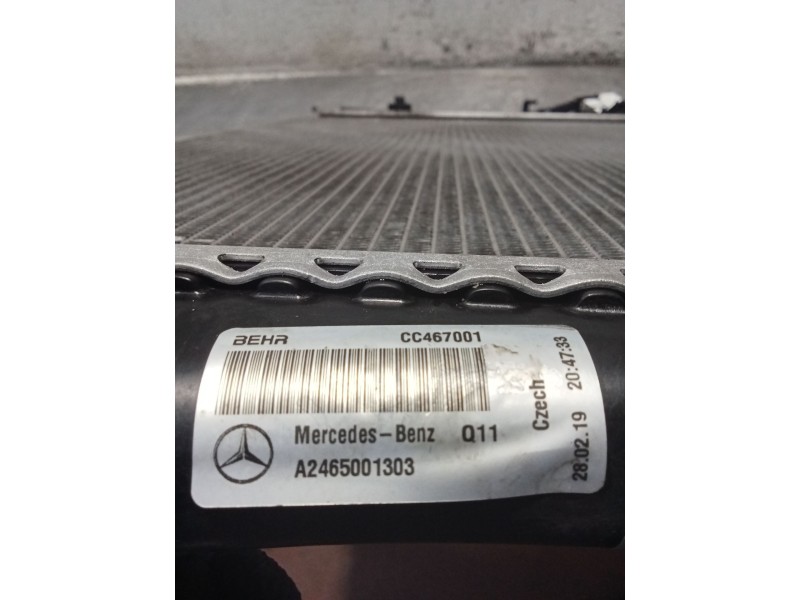 BEHR CC467001
Mercedes-Benz Q11
A2465001303
Czech
28.02.19 20:47:33